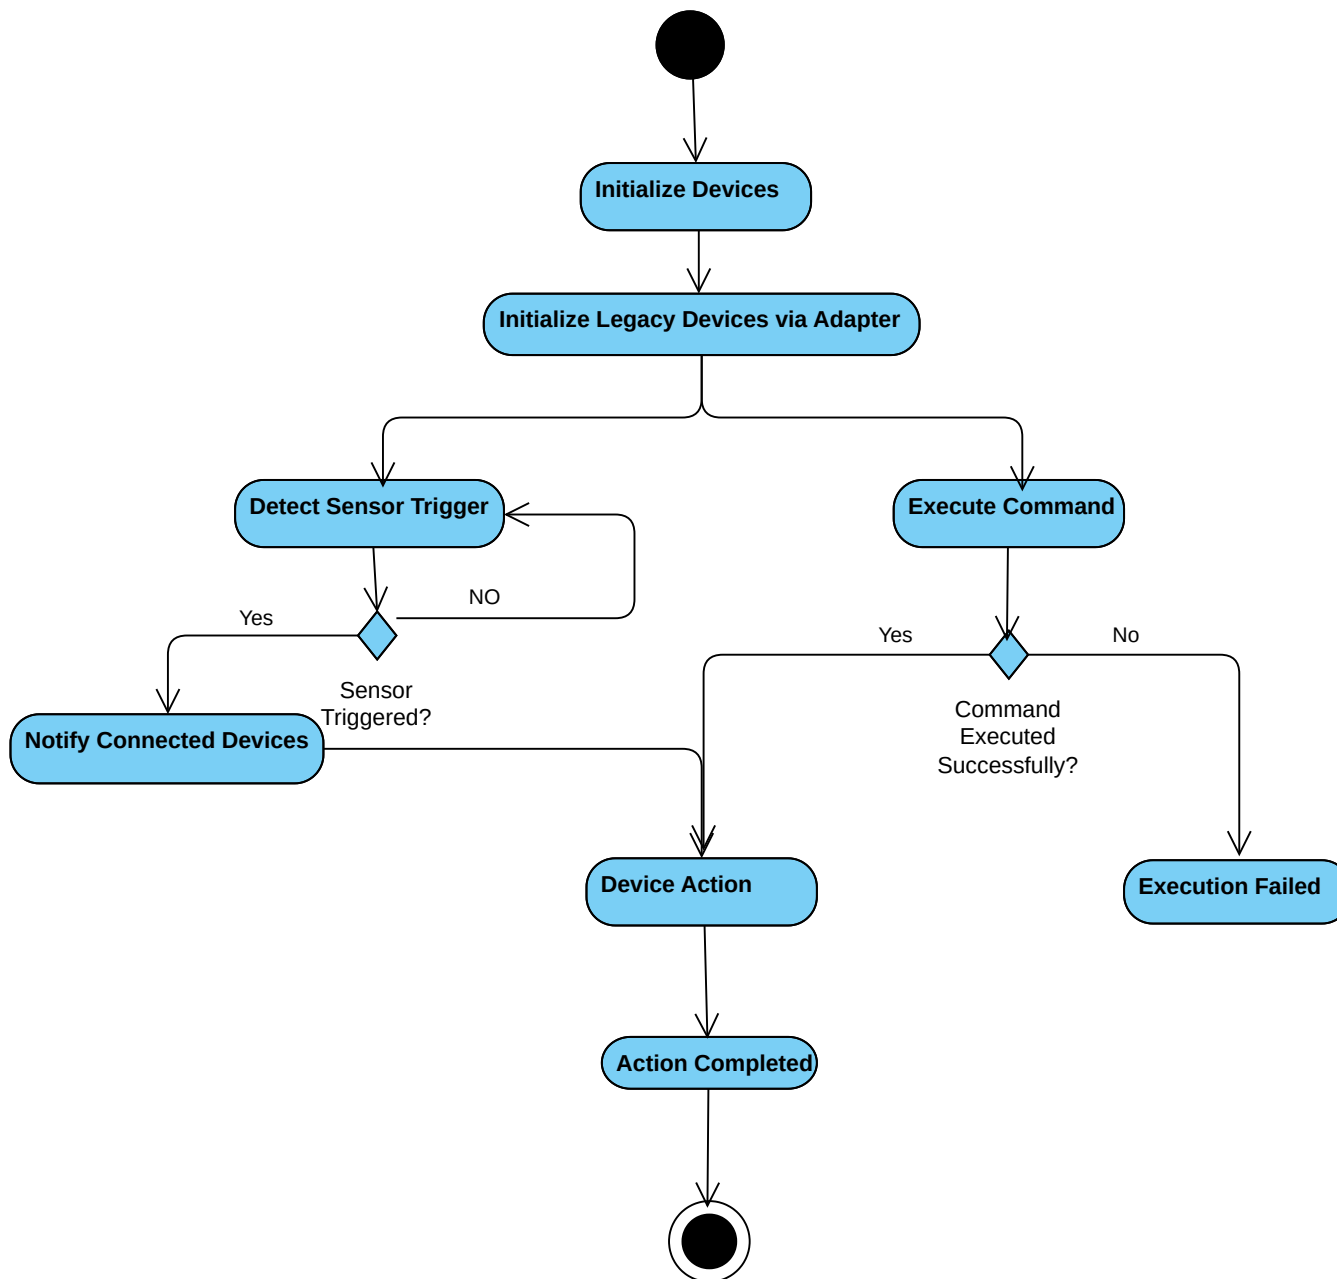 Initialize Devices
Initialize Legacy Devices via Adapter
Detect Sensor Trigger
Execute Command
NO
Yes
Yes
No
Sensor
Triggered?
Command
Executed
Successfully?
Notify Connected Devices
Device Action
Execution Failed
Action Completed